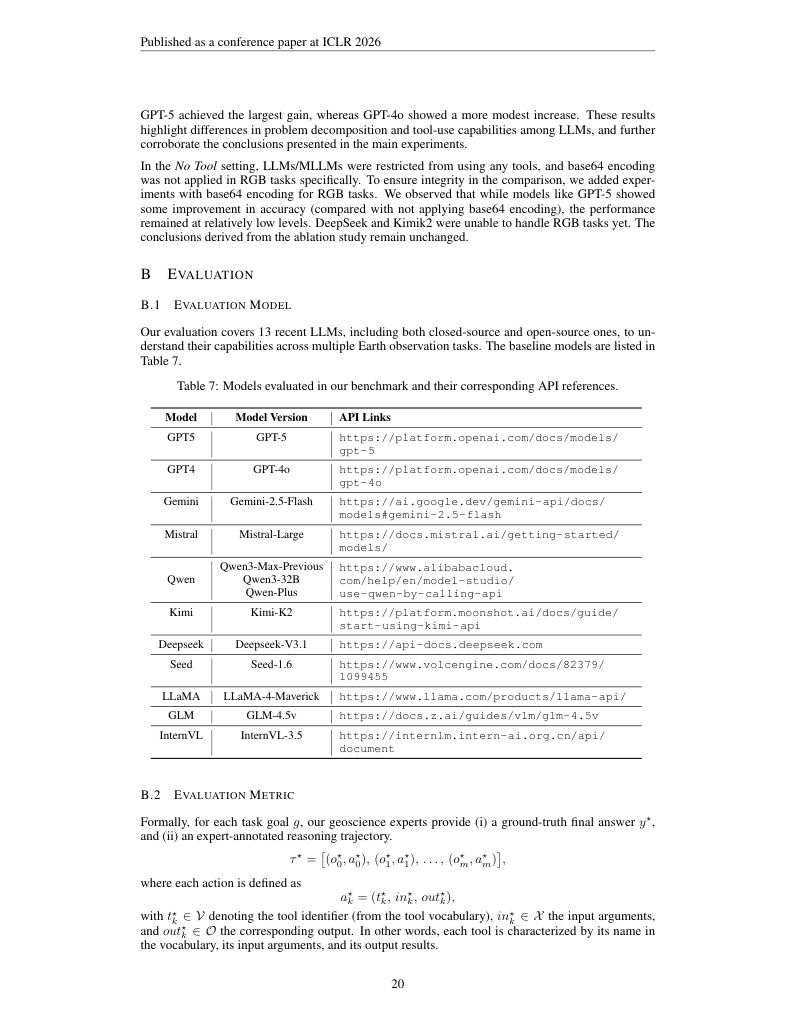 Published as a conference paper at ICLR 2026
GPT-5 achieved the largest gain, whereas GPT-4o showed a more modest increase. These results
highlight differences in problem decomposition and tool-use capabilities among LLMs, and further
corroborate the conclusions presented in the main experiments.
In the No Tool setting, LLMs/MLLMs were restricted from using any tools, and base64 encoding
was not applied in RGB tasks specifically. To ensure integrity in the comparison, we added exper-
iments with base64 encoding for RGB tasks. We observed that while models like GPT-5 showed
some improvement in accuracy (compared with not applying base64 encoding), the performance
remained at relatively low levels. DeepSeek and Kimik2 were unable to handle RGB tasks yet. The
conclusions derived from the ablation study remain unchanged.
B EVALUATION
B.1 EVALUATION MODEL
Our evaluation covers 13 recent LLMs, including both closed-source and open-source ones, to un-
derstand their capabilities across multiple Earth observation tasks. The baseline models are listed in
Table 7.
Table 7: Models evaluated in our benchmark and their corresponding API references.
Model Model Version API Links
GPT5 GPT-5 https://platform.openai.com/docs/models/
gpt-5
GPT4 GPT-4o https://platform.openai.com/docs/models/
gpt-4o
Gemini Gemini-2.5-Flash https://ai.google.dev/gemini-api/docs/
models#gemini-2.5-flash
Mistral Mistral-Large https://docs.mistral.ai/getting-started/
models/
Qwen3-Max-Previous https://www.alibabacloud.
Qwen Qwen3-32B com/help/en/model-studio/
Qwen-Plus use-qwen-by-calling-api
Kimi Kimi-K2 https://platform.moonshot.ai/docs/guide/
start-using-kimi-api
Deepseek Deepseek-V3.1 https://api-docs.deepseek.com
Seed Seed-1.6 https://www.volcengine.com/docs/82379/
1099455
LLaMA LLaMA-4-Maverick https://www.llama.com/products/llama-api/
GLM GLM-4.5v https://docs.z.ai/guides/vlm/glm-4.5v
InternVL InternVL-3.5 https://internlm.intern-ai.org.cn/api/
document
B.2 EVALUATION METRIC
Formally, for each task goal g, our geoscience experts provide (i) a ground-truth final answer y⋆,
and (ii) an expert-annotated reasoning trajectory.
τ⋆ = [(o⋆0, a⋆0), (o⋆1, a⋆1), . . . , (o⋆m, a⋆m)],
where each action is defined as
a⋆k = (t⋆k, in⋆k, out⋆k),
with t⋆k ∈ V denoting the tool identifier (from the tool vocabulary), in⋆k ∈ X the input arguments,
and out⋆k ∈ O the corresponding output. In other words, each tool is characterized by its name in
the vocabulary, its input arguments, and its output results.
20